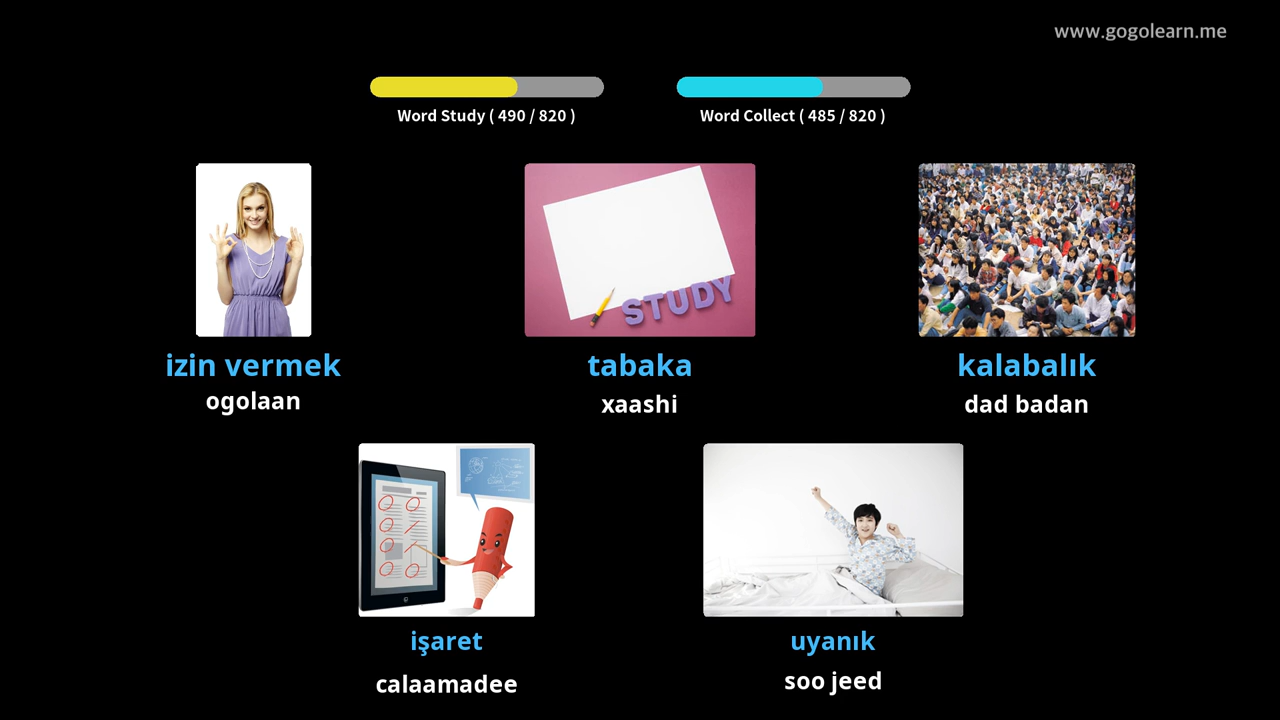 www.gogolearn.me
Word Study ( 490 / 820 )
Word Collect ( 485 / 820 )
STUDY
izin vermek
ogolaan
tabaka
xaashi
kalabalık
dad badan
işaret
calaamadee
uyanık
soo jeed